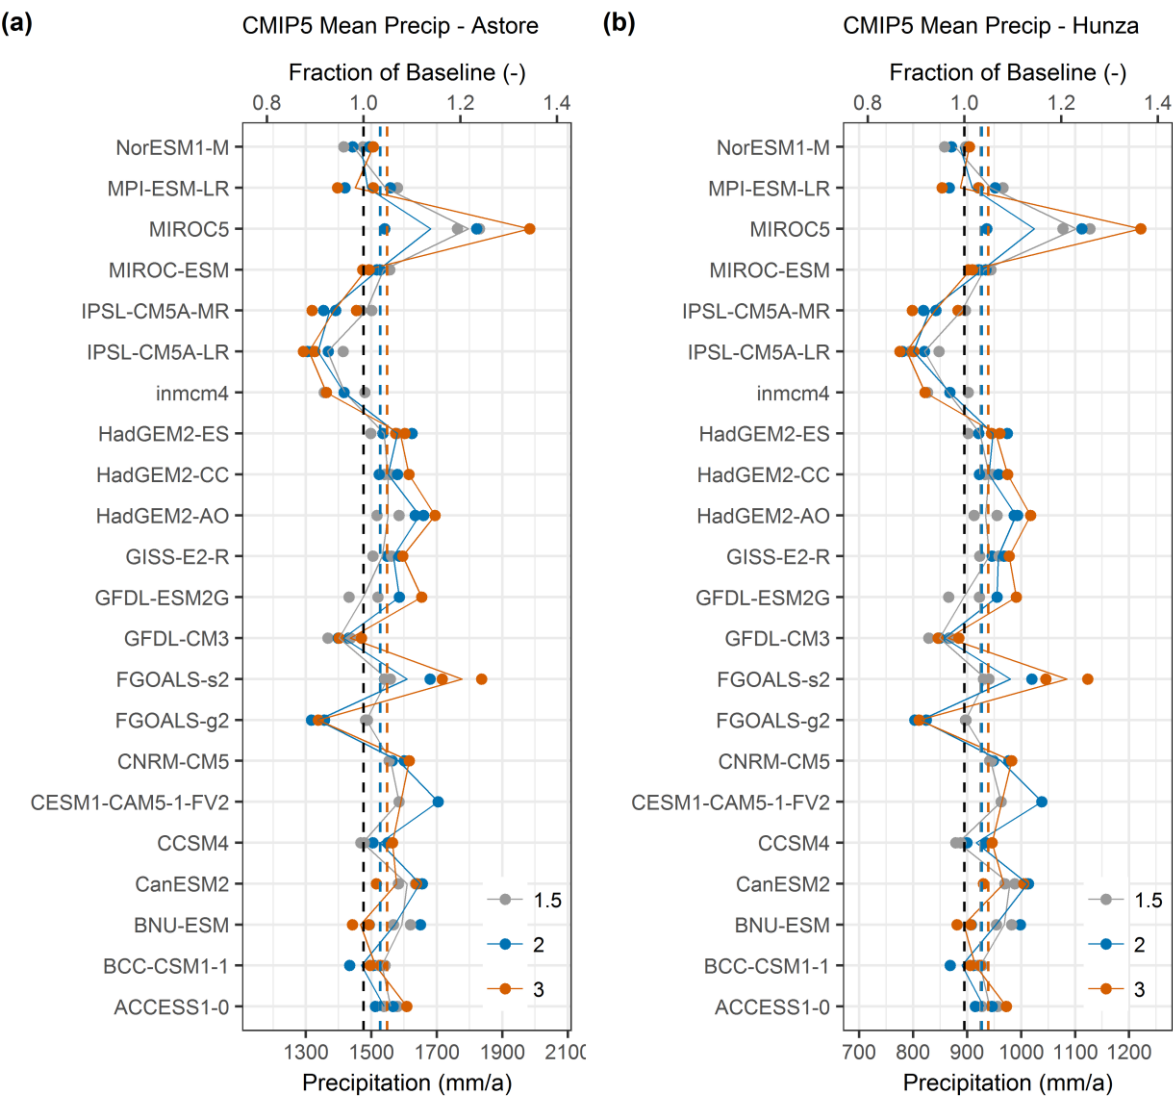 (a) CMIP5 Mean Precip - Astore
Fraction of Baseline (-)
0.8 1.0 1.2 1.4
NorESM1-M
MPI-ESM-LR
MIROC5
MIROC-ESM
IPSL-CM5A-MR
IPSL-CM5A-LR
inmcm4
HadGEM2-ES
HadGEM2-CC
HadGEM2-AO
GISS-E2-R
GFDL-ESM2G
GFDL-CM3
FGOALS-s2
FGOALS-g2
CNRM-CM5
CESM1-CAM5-1-FV2
CCSM4
CanESM2
BNU-ESM
BCC-CSM1-1
ACCESS1-0
1.5
2
3
1300 1500 1700 1900 2100
Precipitation (mm/a)
(b) CMIP5 Mean Precip - Hunza
Fraction of Baseline (-)
0.8 1.0 1.2 1.4
NorESM1-M
MPI-ESM-LR
MIROC5
MIROC-ESM
IPSL-CM5A-MR
IPSL-CM5A-LR
inmcm4
HadGEM2-ES
HadGEM2-CC
HadGEM2-AO
GISS-E2-R
GFDL-ESM2G
GFDL-CM3
FGOALS-s2
FGOALS-g2
CNRM-CM5
CESM1-CAM5-1-FV2
CCSM4
CanESM2
BNU-ESM
BCC-CSM1-1
ACCESS1-0
1.5
2
3
700 800 900 1000 1100 1200
Precipitation (mm/a)